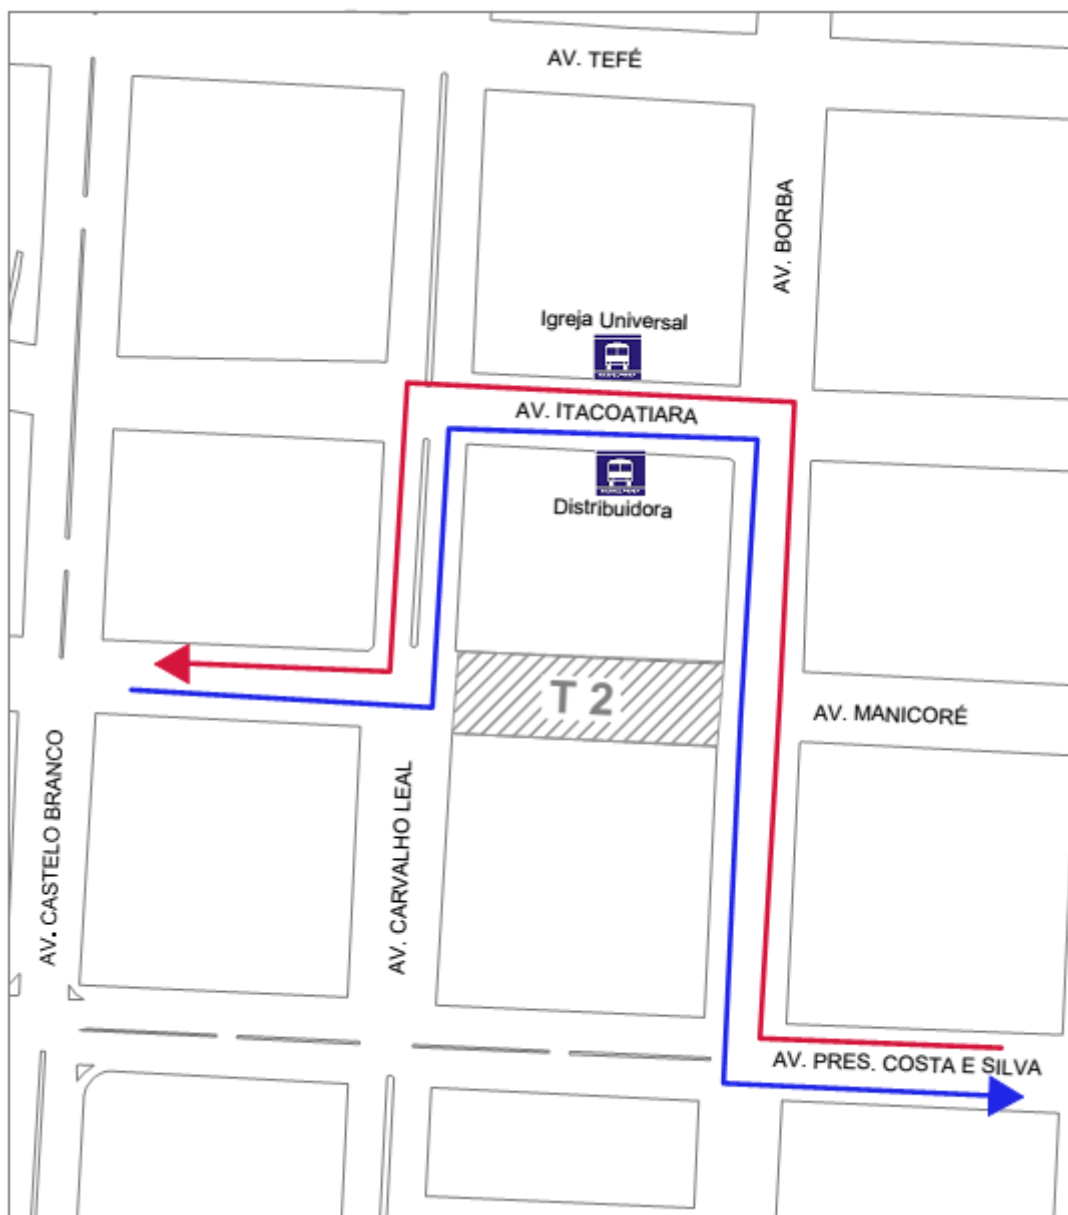 AV. TEFÉ
AV. BORBA
Igreja Universal
AV. ITACOATIARA
Distribuidora
T 2
AV. MANICORÉ
AV. CASTELO BRANCO
AV. CARVALHO LEAL
AV. PRES. COSTA E SILVA